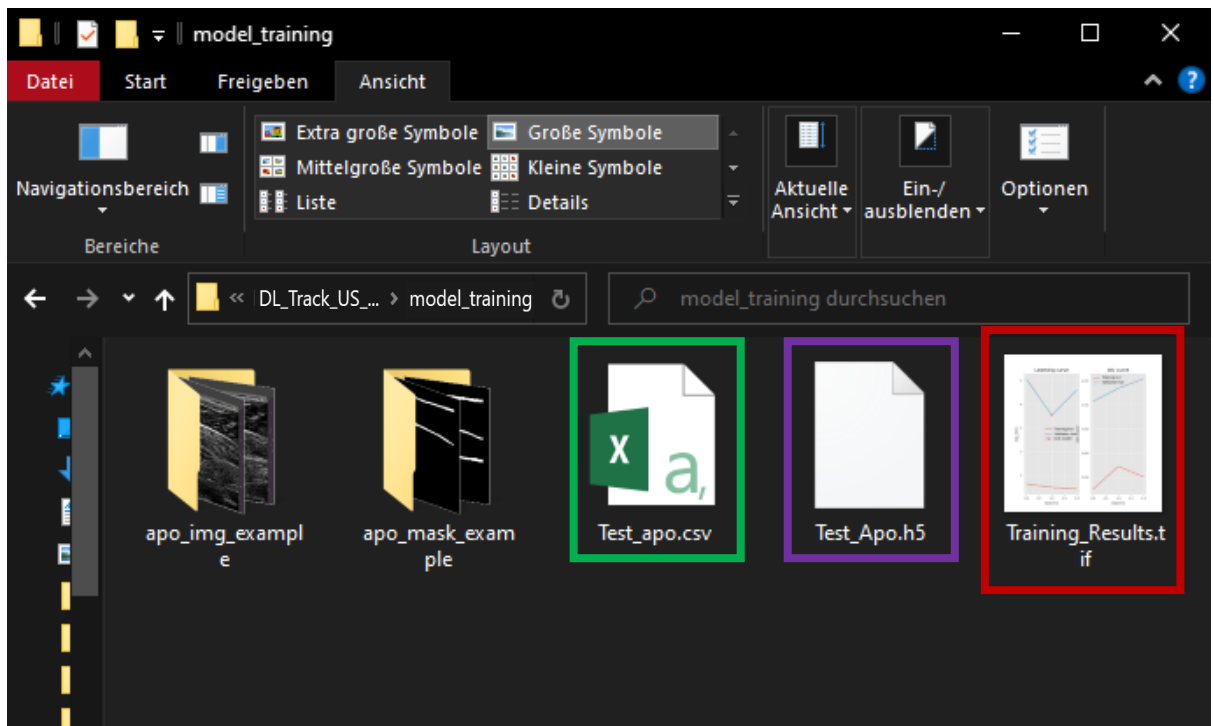 model_training
Datei Start Freigeben Ansicht
Navigationsbereich
Extra große Symbole Große Symbole
Mittelgroße Symbole Kleine Symbole
Liste Details
Aktuelle
Ansicht
Ein-/
ausblenden
Optionen
Bereiche
Layout
« DL_Track_US_... > model_training
model_training durchsuchen
apo_img_exampl
e
apo_mask_exam
ple
X
a,
Test_apo.csv
Test_Apo.h5
Training_Results.t
if